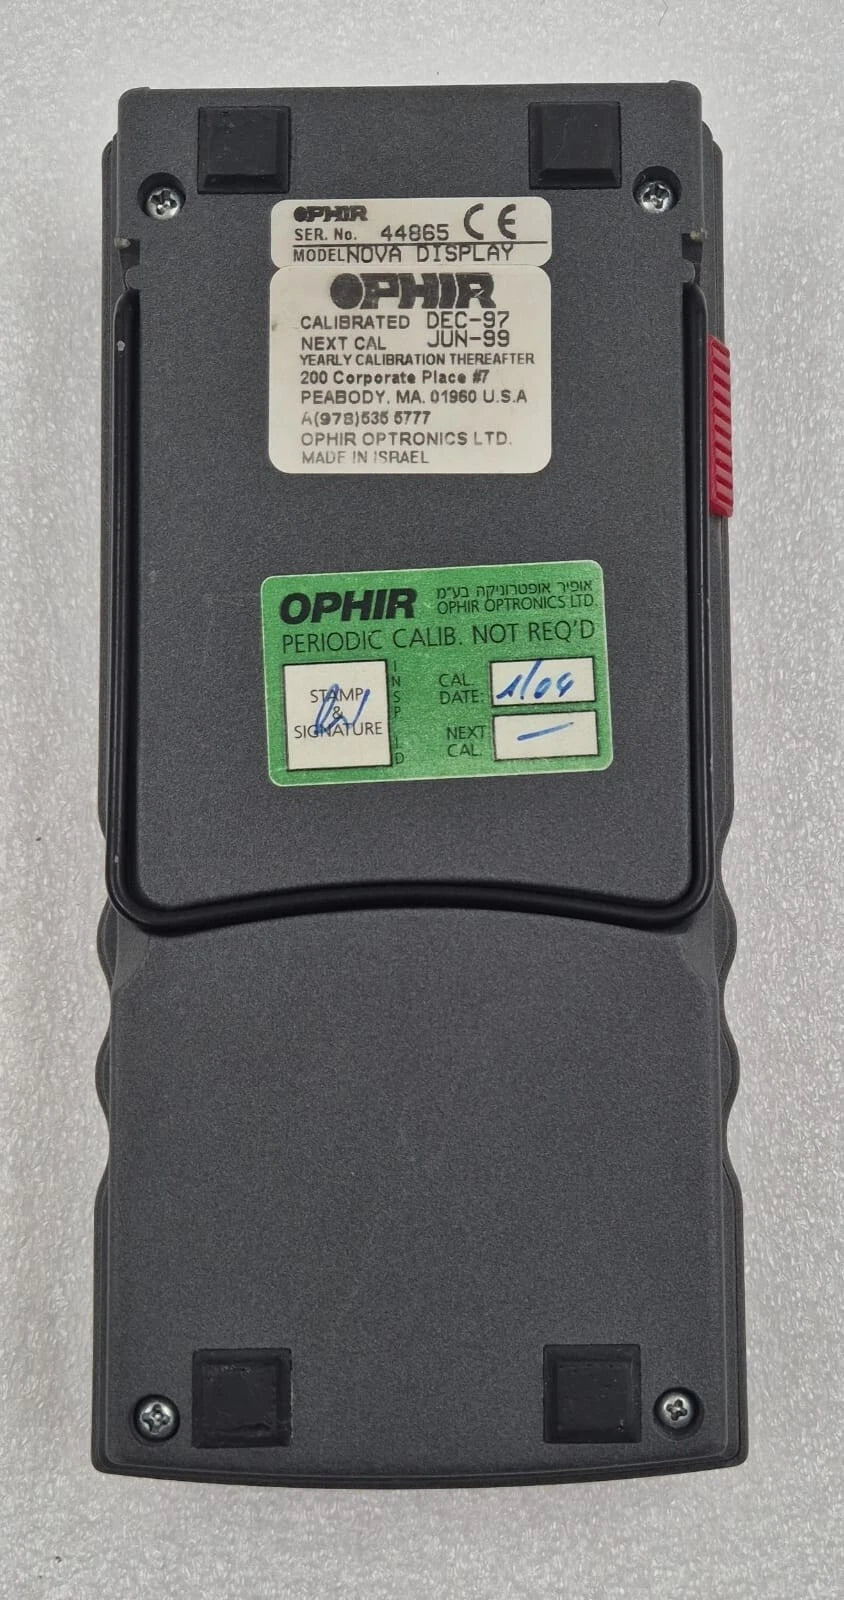 OPHIR
SER. No. 44865 CE
MODEL NOVA DISPLAY
OPHIR
CALIBRATED DEC-97
NEXT CAL JUN-99
YEARLY CALIBRATION THEREAFTER
200 Corporate Place #7
PEABODY, MA. 01960 U.S.A
A(978)535 5777
OPHIR OPTRONICS LTD.
MADE IN ISRAEL
OPHIR
אופיר אופטרוניקה בע"מ
OPHIR OPTRONICS LTD
PERIODIC CALIB. NOT REQ'D
STAMP
&
SIGNATURE
INSP ID
CAL.
DATE: 1/04
NEXT
CAL. —